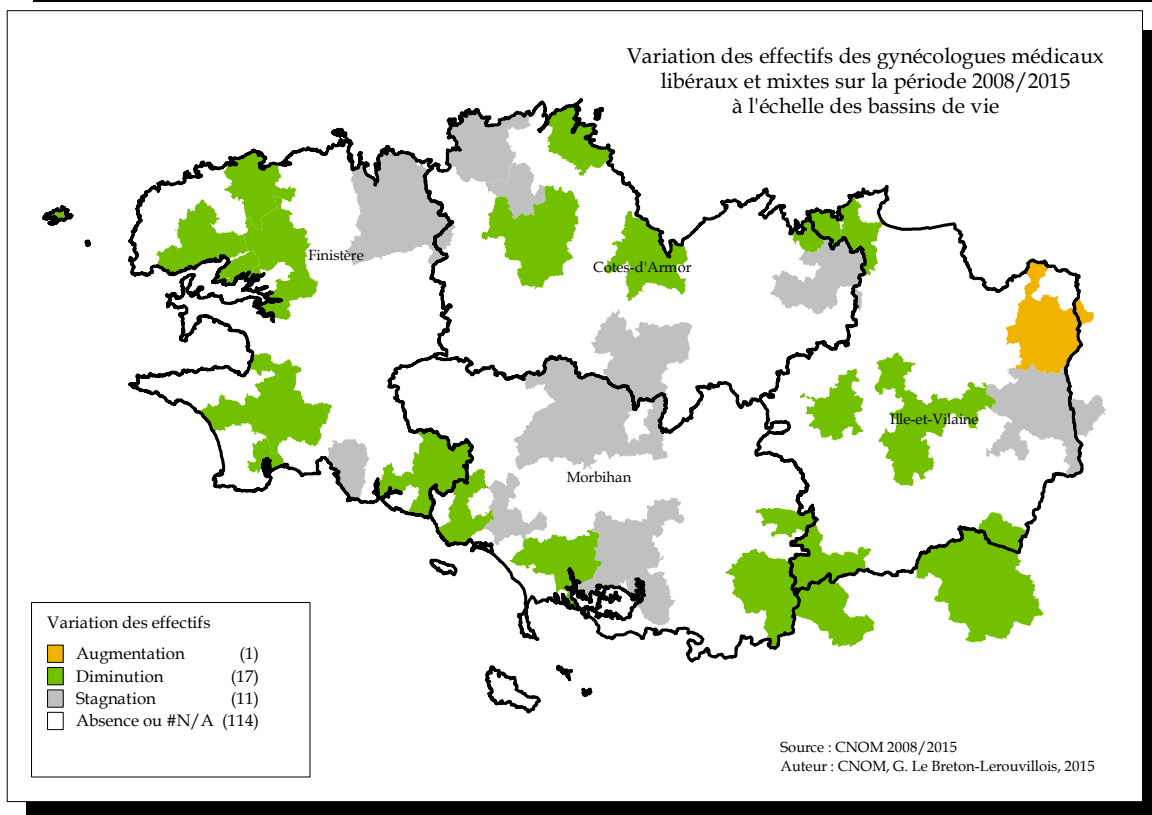 Variation des effectifs des gynécologues médicaux
libéraux et mixtes sur la période 2008/2015
à l'échelle des bassins de vie
Finistère
Cotes-d'Armor
Ille-et-Vilaine
Morbihan
Variation des effectifs
Augmentation (1)
Diminution (17)
Stagnation (11)
Absence ou #N/A (114)
Source : CNOM 2008/2015
Auteur : CNOM, G. Le Breton-Lerouvillois, 2015